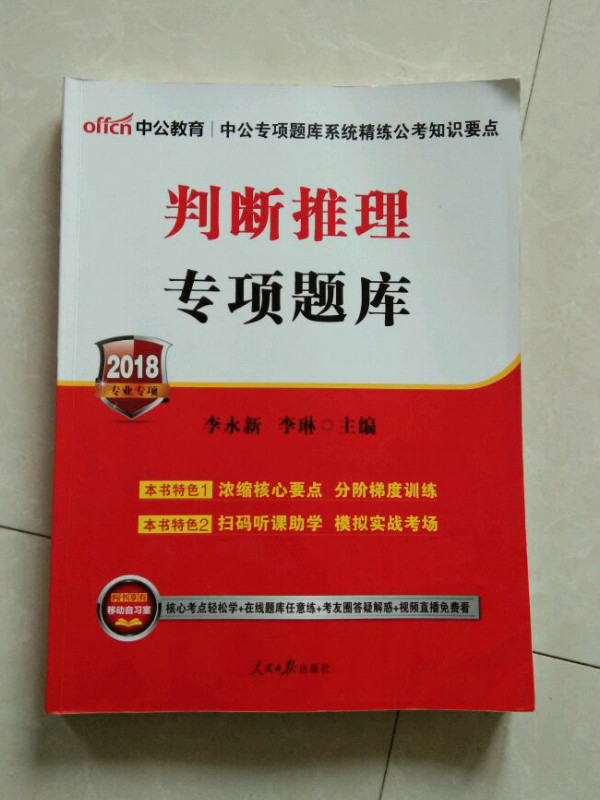 offcn中公教育|中公专项题库系统精练公考知识要点
判断推理
专项题库
2018
专业专项
李永新 李琳◎主编
本书特色1 浓缩核心要点 分阶梯度训练
本书特色2 扫码听课助学 模拟实战考场
移动自习室
核心考点轻松学+在线题库任意练+考友圈答疑解惑+视频直播免费看
人民日报出版社